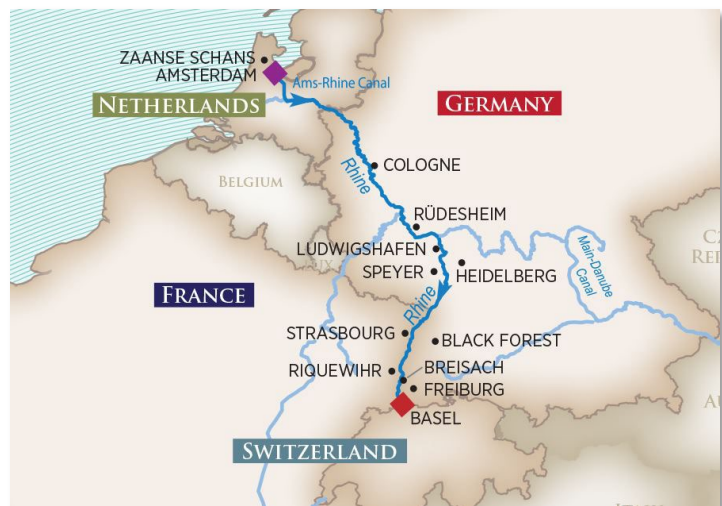 ZAANSE SCHANS
AMSTERDAM
Ams-Rhine Canal
NETHERLANDS
GERMANY
Rhine
COLOGNE
BELGIUM
RÜDESHEIM
LUDWIGSHAFEN
SPEYER
HEIDELBERG
Main-Danube
Canal
FRANCE
Rhine
STRASBOURG
BLACK FOREST
RIQUEWIHR
BREISACH
FREIBURG
BASEL
SWITZERLAND